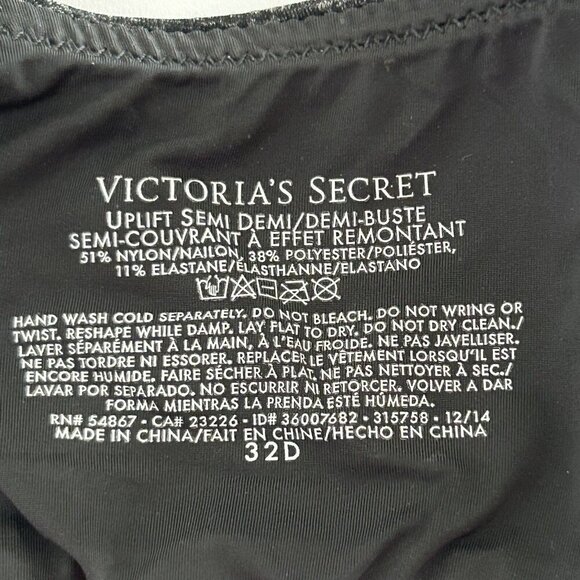 VICTORIA'S SECRET
UPLIFT SEMI DEMI/DEMI-BUSTE
SEMI-COUVRANT À EFFET REMONTANT
51% NYLON/NAILON, 38% POLYESTER/POLIÉSTER,
11% ELASTANE/ÉLASTHANNE/ELASTANO
HAND WASH COLD SEPARATELY. DO NOT BLEACH. DO NOT WRING OR
TWIST. RESHAPE WHILE DAMP. LAY FLAT TO DRY. DO NOT DRY CLEAN./
LAVER SÉPARÉMENT À LA MAIN, À L'EAU FROIDE. NE PAS JAVELLISER.
NE PAS TORDRE NI ESSORER. REPLACER LE VÊTEMENT LORSQU'IL EST
ENCORE HUMIDE. FAIRE SÉCHER À PLAT. NE PAS NETTOYER À SEC./
LAVAR POR SEPARADO. NO ESCURRIR NI RETORCER. VOLVER A DAR
FORMA MIENTRAS LA PRENDA ESTÉ HÚMEDA.
RN# 54867 - CA# 23226 - ID# 36007682 - 315758 - 12/14
MADE IN CHINA/FAIT EN CHINE/HECHO EN CHINA
32D